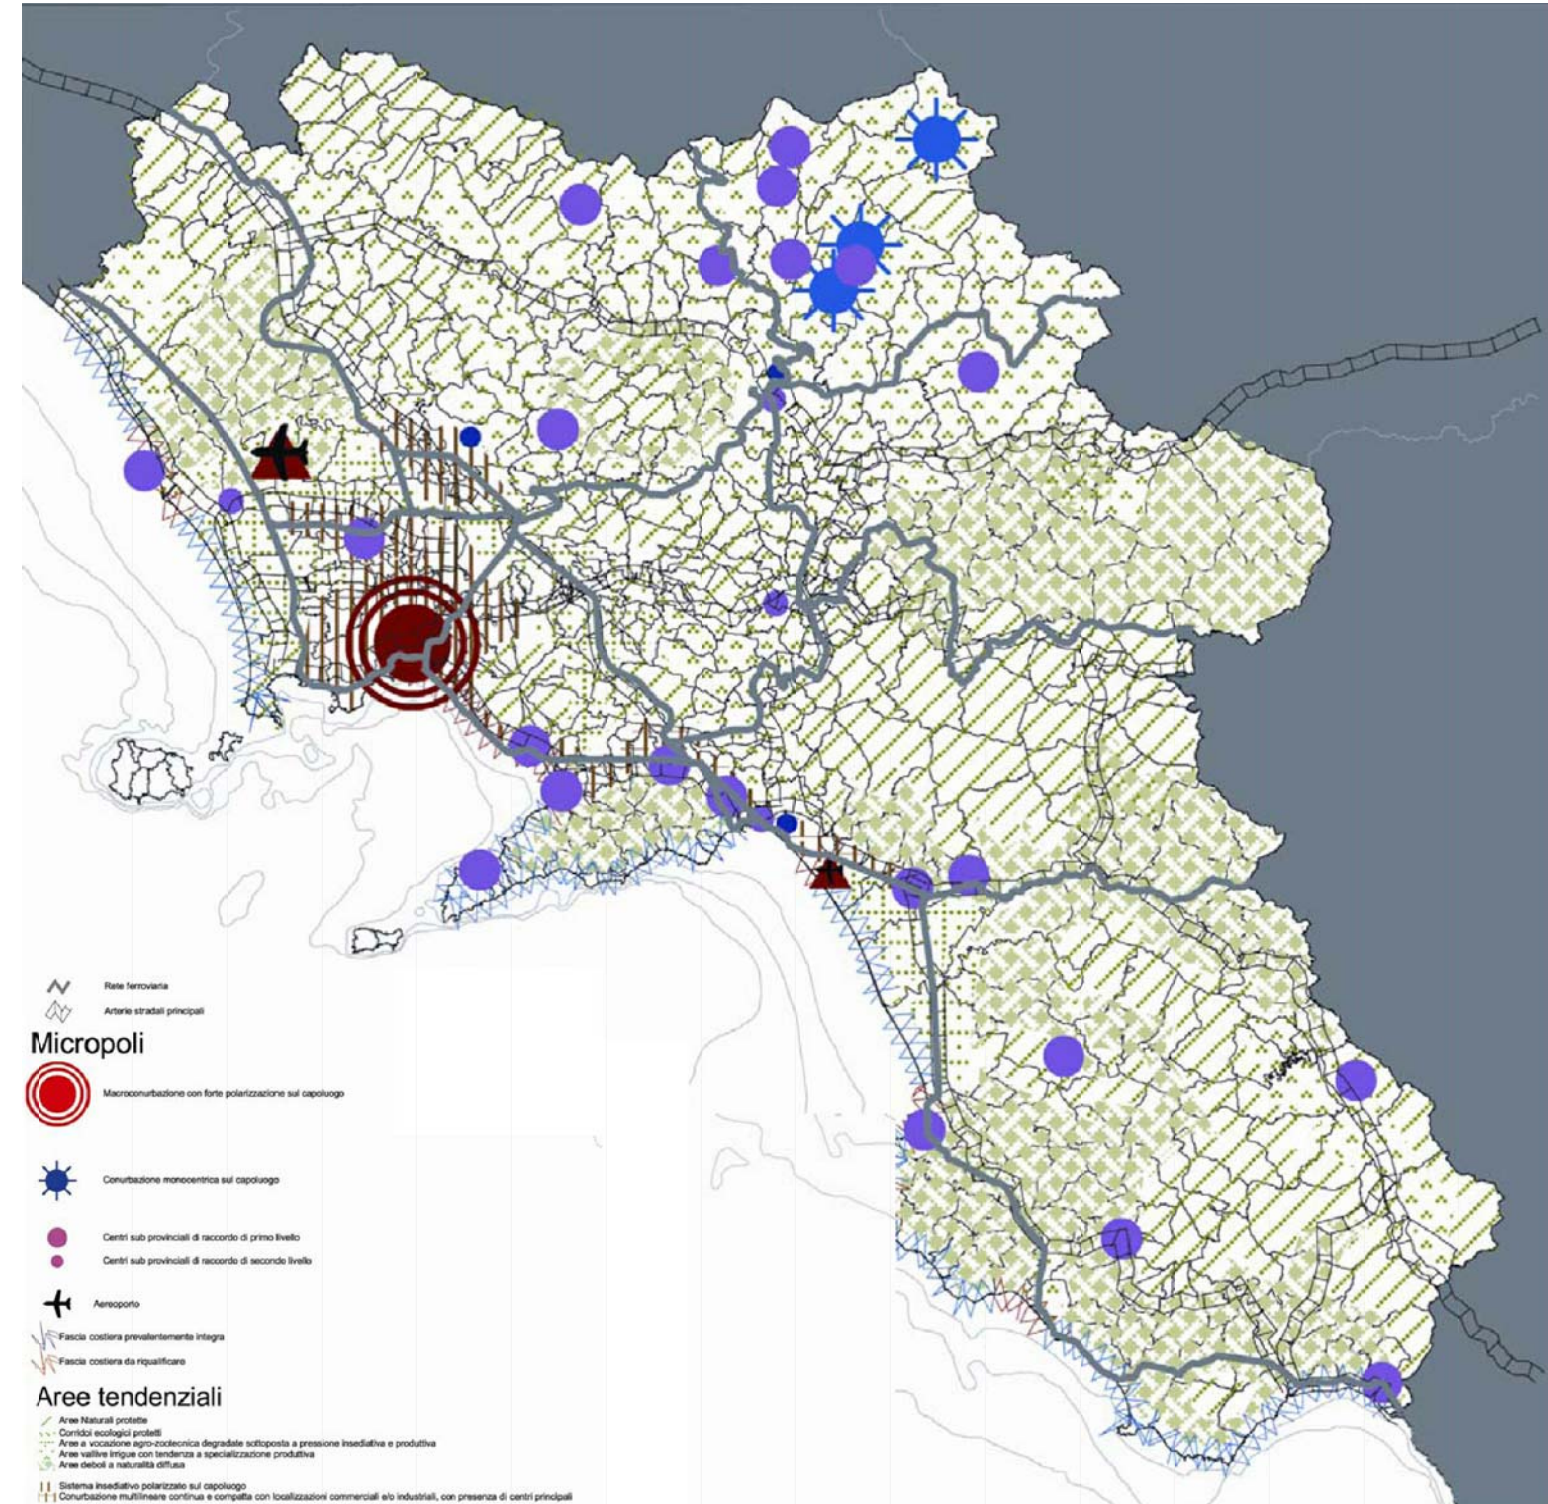 Rete ferroviaria
Arterie stradali principali
Micropoli
Macroconurbazione con forte polarizzazione sul capoluogo
Conurbazione monocentrica sul capoluogo
Centri sub provinciali di raccordo di primo livello
Centri sub provinciali di raccordo di secondo livello
Aereoporto
Fascia costiera prevalentemente integra
Fascia costiera da riqualificare
Aree tendenziali
Aree Naturali protette
Corridoi ecologici protetti
Aree a vocazione agro-zootecnica degradate sottoposta a pressione insediativa e produttiva
Aree vallive irrigue con tendenza a specializzazione produttiva
Aree deboli a naturalità diffusa
Sistema insediativo polarizzato sul capoluogo
Conurbazione multilineare continua e compatta con localizzazioni commerciali e/o industriali, con presenza di centri principali